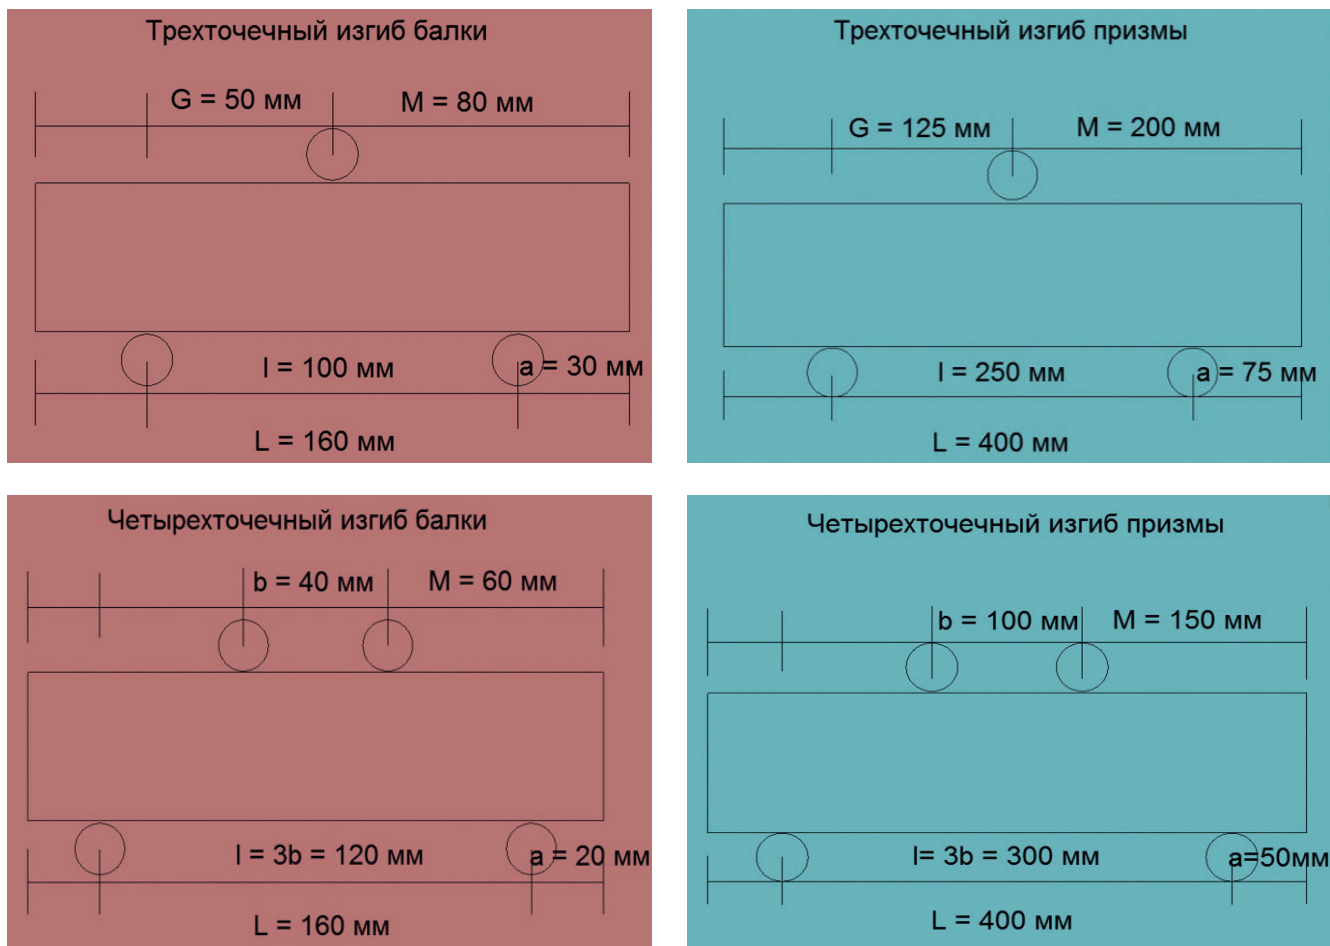 Трехточечный изгиб балки
G = 50 мм
M = 80 мм
l = 100 мм
a = 30 мм
L = 160 мм
Трехточечный изгиб призмы
G = 125 мм
M = 200 мм
l = 250 мм
a = 75 мм
L = 400 мм
Четырехточечный изгиб балки
b = 40 мм
M = 60 мм
l = 3b = 120 мм
a = 20 мм
L = 160 мм
Четырехточечный изгиб призмы
b = 100 мм
M = 150 мм
l= 3b = 300 мм
a=50мм
L = 400 мм